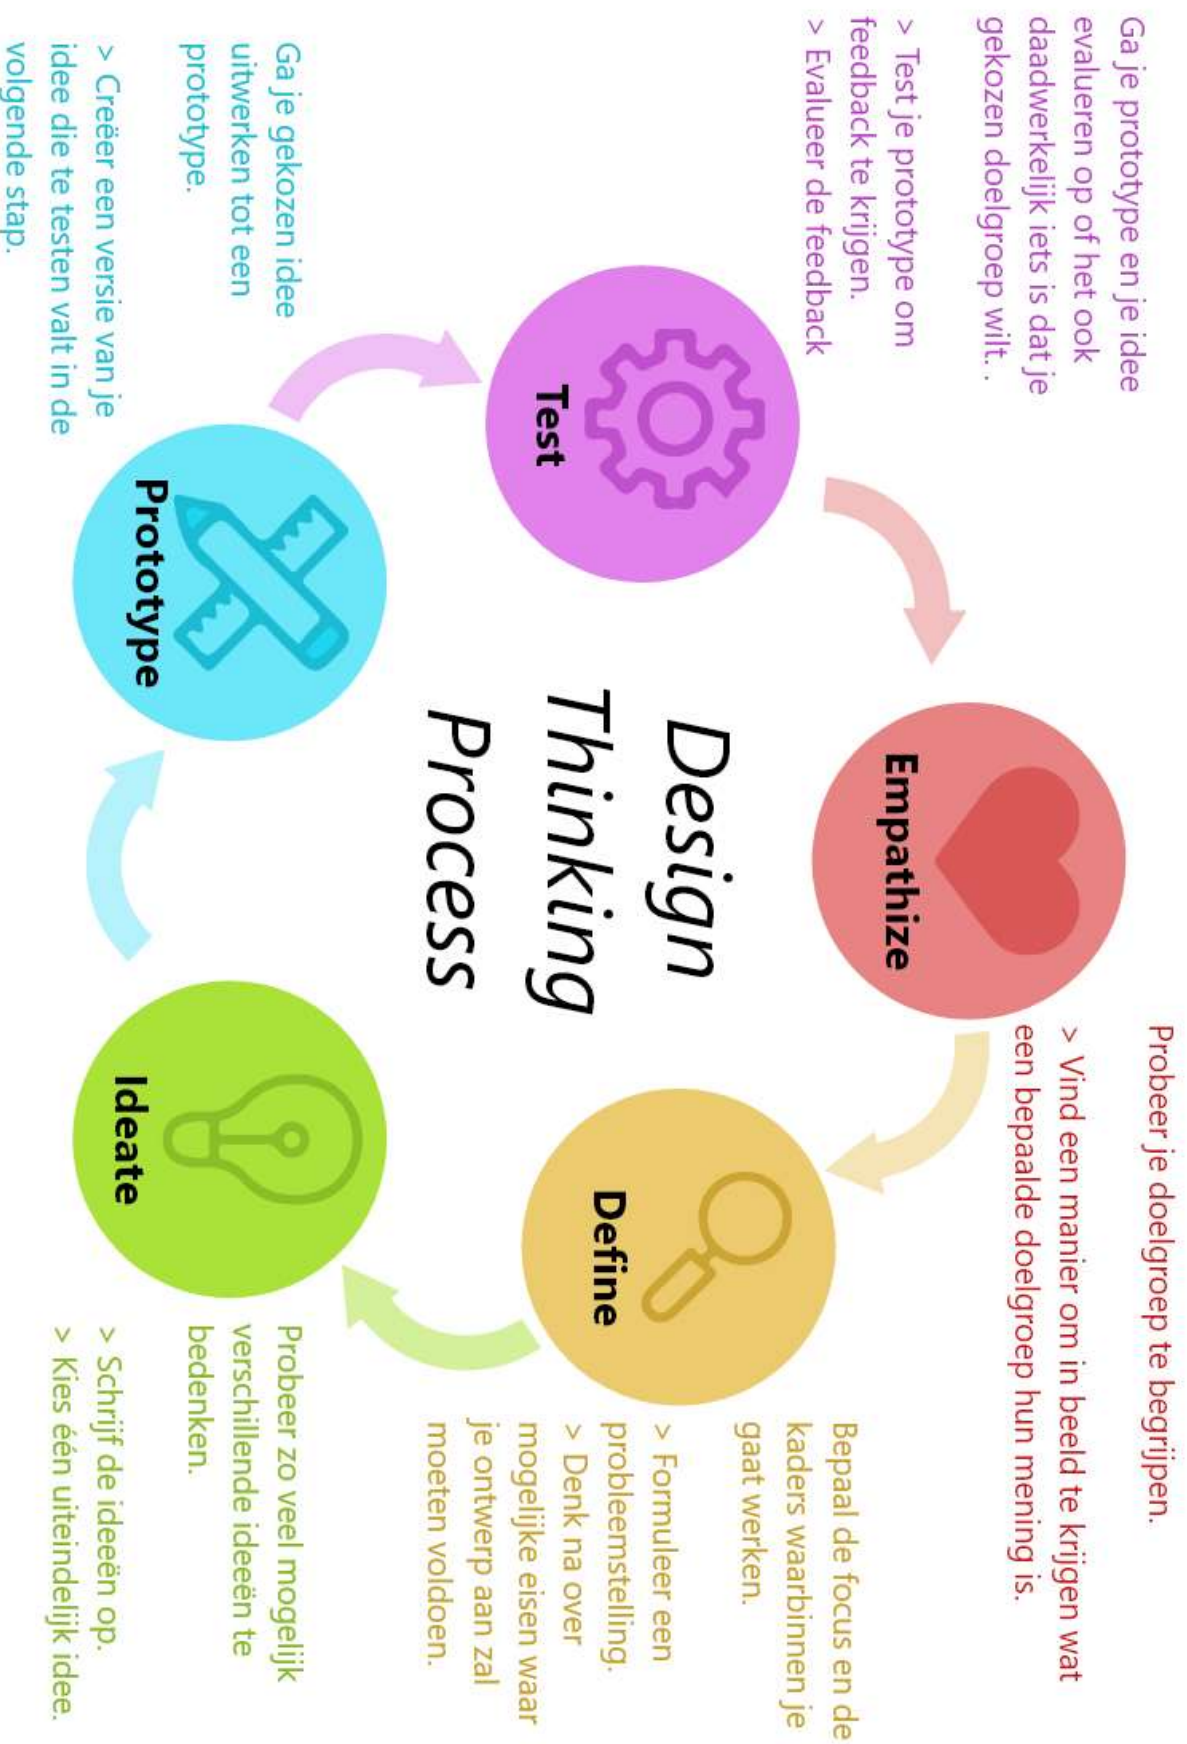 Design
Thinking
Process
Empathize
Probeer je doelgroep te begrijpen.
> Vind een manier om in beeld te krijgen wat
een bepaalde doelgroep hun mening is.
Define
Bepaal de focus en de
kaders waarbinnen je
gaat werken.
> Formuleer een
probleemstelling.
> Denk na over
mogelijke eisen waar
je ontwerp aan zal
moeten voldoen.
Ideate
Probeer zo veel mogelijk
verschillende ideeën te
bedenken.
> Schrijf de ideeën op.
> Kies één uiteindelijk idee.
Prototype
Ga je gekozen idee
uitwerken tot een
prototype.
> Creëer een versie van je
idee die te testen valt in de
volgende stap.
Test
Ga je prototype en je idee
evalueren op of het ook
daadwerkelijk iets is dat je
gekozen doelgroep wilt. .
> Test je prototype om
feedback te krijgen.
> Evalueer de feedback